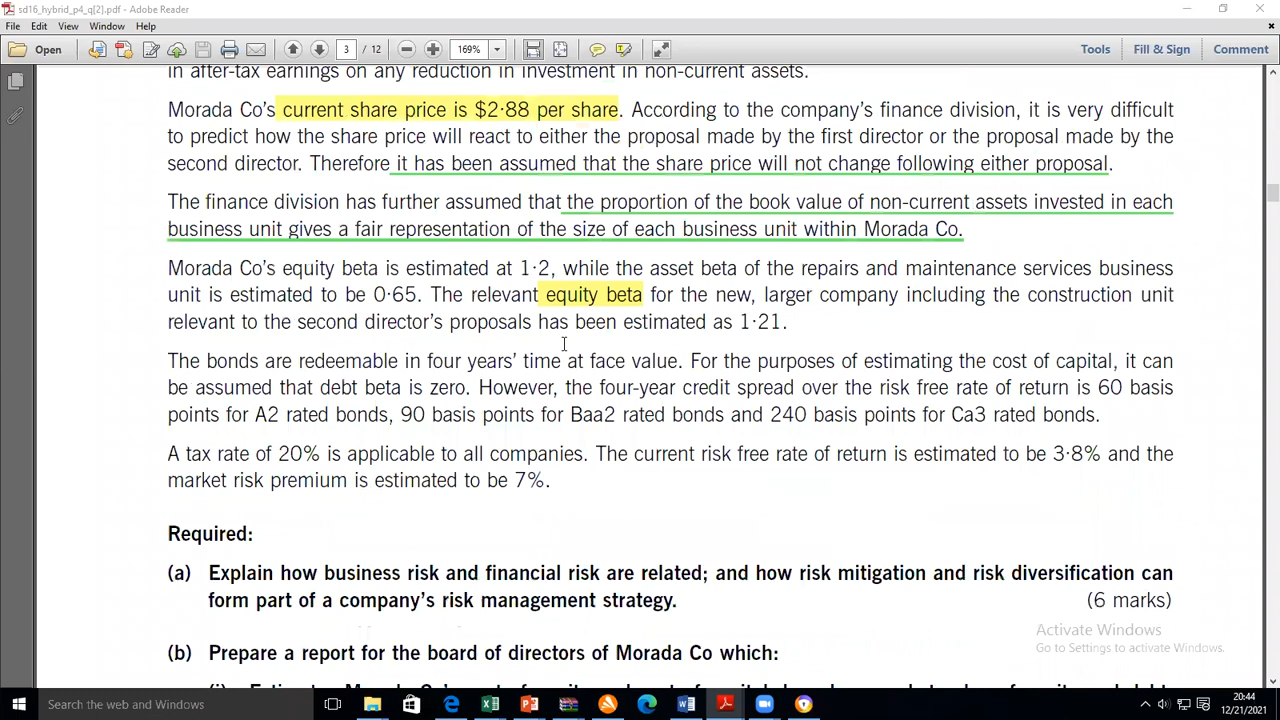 sd16_hybrid_p4_q[2].pdf - Adobe Reader
File Edit View Window Help
Open 3 / 12 169% Tools Fill & Sign Comment
in after-tax earnings on any reduction in investment in non-current assets.
Morada Co's current share price is $2·88 per share. According to the company's finance division, it is very difficult
to predict how the share price will react to either the proposal made by the first director or the proposal made by the
second director. Therefore it has been assumed that the share price will not change following either proposal.
The finance division has further assumed that the proportion of the book value of non-current assets invested in each
business unit gives a fair representation of the size of each business unit within Morada Co.
Morada Co's equity beta is estimated at 1·2, while the asset beta of the repairs and maintenance services business
unit is estimated to be 0·65. The relevant equity beta for the new, larger company including the construction unit
relevant to the second director's proposals has been estimated as 1·21.
The bonds are redeemable in four years' time at face value. For the purposes of estimating the cost of capital, it can
be assumed that debt beta is zero. However, the four-year credit spread over the risk free rate of return is 60 basis
points for A2 rated bonds, 90 basis points for Baa2 rated bonds and 240 basis points for Ca3 rated bonds.
A tax rate of 20% is applicable to all companies. The current risk free rate of return is estimated to be 3·8% and the
market risk premium is estimated to be 7%.
Required:
(a) Explain how business risk and financial risk are related; and how risk mitigation and risk diversification can
form part of a company's risk management strategy. (6 marks)
Activate Windows
Go to Settings to activate Windows.
(b) Prepare a report for the board of directors of Morada Co which:
Search the web and Windows
20:44
12/21/2021